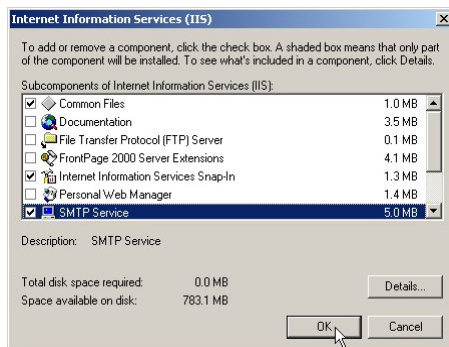 Internet Information Services (IIS)
To add or remove a component, click the check box. A shaded box means that only part
of the component will be installed. To see what's included in a component, click Details.
Subcomponents of Internet Information Services (IIS):
Common Files 1.0 MB
Documentation 3.5 MB
File Transfer Protocol (FTP) Server 0.1 MB
FrontPage 2000 Server Extensions 4.1 MB
Internet Information Services Snap-In 1.3 MB
Personal Web Manager 1.4 MB
SMTP Service 5.0 MB
Description: SMTP Service
Total disk space required: 0.0 MB
Space available on disk: 783.1 MB
Details...
OK Cancel